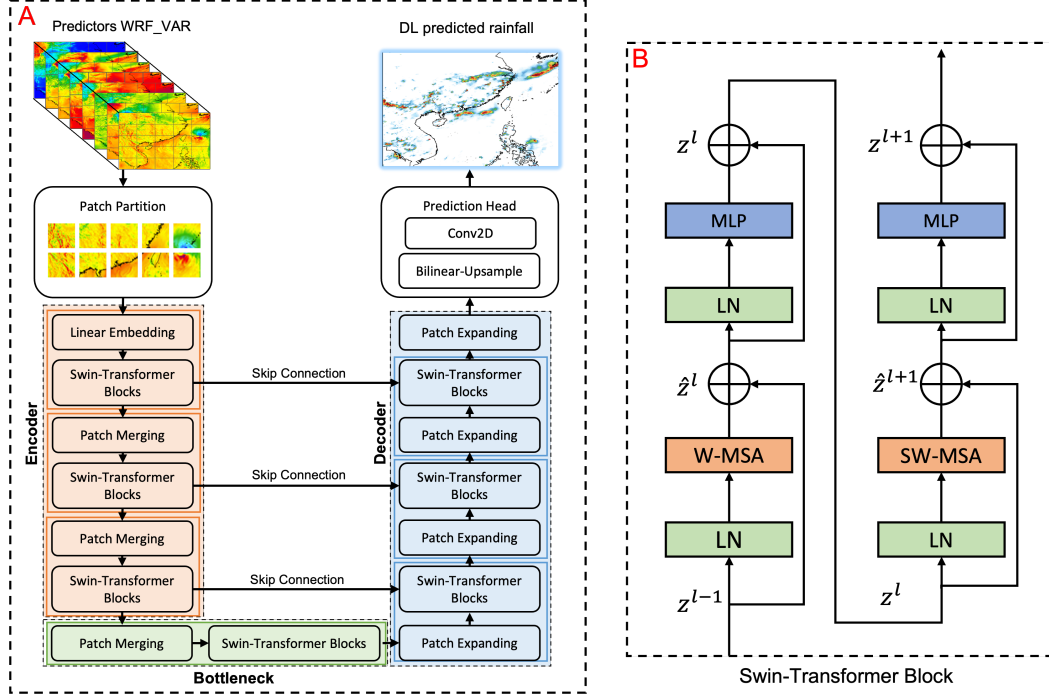 A
Predictors WRF_VAR
DL predicted rainfall
Patch Partition
Prediction Head
Conv2D
Bilinear-Upsample
Encoder
Linear Embedding
Swin-Transformer
Blocks
Patch Merging
Swin-Transformer
Blocks
Patch Merging
Swin-Transformer
Blocks
Skip Connection
Skip Connection
Skip Connection
Decoder
Patch Expanding
Swin-Transformer
Blocks
Patch Expanding
Swin-Transformer
Blocks
Patch Expanding
Swin-Transformer
Blocks
Patch Expanding
Patch Merging
Swin-Transformer Blocks
Bottleneck
B
z^l
MLP
LN
ẑ^l
W-MSA
LN
z^{l-1}
z^{l+1}
MLP
LN
ẑ^{l+1}
SW-MSA
LN
z^l
Swin-Transformer Block